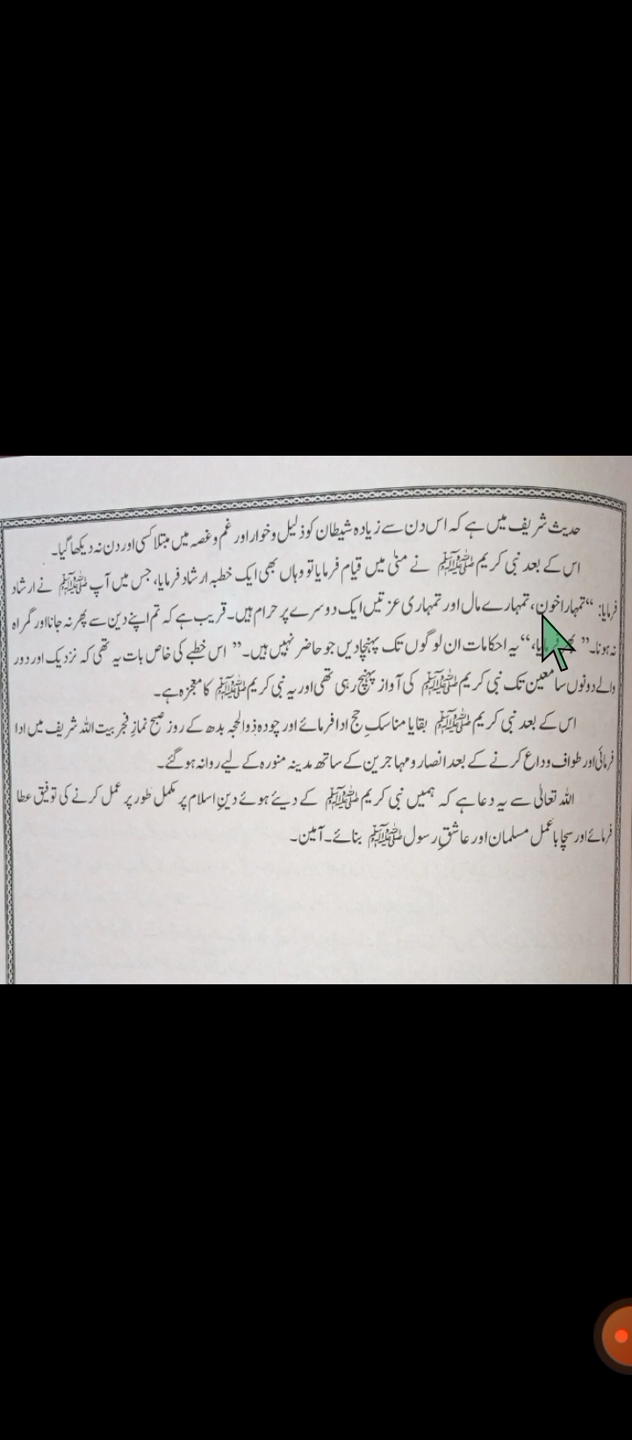 حدیث شریف میں ہے کہ اس دن سے زیادہ شیطان کو ذلیل و خوار اور غم و غصہ میں مبتلا کسی اور دن نہ دیکھا گیا۔
اس کے بعد نبی کریم ﷺ نے منیٰ میں قیام فرمایا تو وہاں بھی ایک خطبہ ارشاد فرمایا، جس میں آپ ﷺ نے ارشاد
فرمایا: “تمہارا خون، تمہارے مال اور تمہاری عزتیں ایک دوسرے پر حرام ہیں۔ قریب ہے کہ تم اپنے دین سے پھر نہ جانا اور گمراہ
نہ ہونا۔” “یہ احکامات ان لوگوں تک پہنچادیں جو حاضر نہیں ہیں۔” اس خطبے کی خاص بات یہ تھی کہ نزدیک اور دور
والے دونوں سامعین تک نبی کریم ﷺ کی آواز پہنچ رہی تھی اور یہ نبی کریم ﷺ کا معجزہ ہے۔
اس کے بعد نبی کریم ﷺ بقایا مناسکِ حج ادا فرمائے اور چودہ ذوالحجہ بدھ کے روز صبح نمازِ فجر بیت اللہ شریف میں ادا
فرمائی اور طواف وداع کرنے کے بعد انصار و مہاجرین کے ساتھ مدینہ منورہ کے لیے روانہ ہو گئے۔
اللہ تعالیٰ سے یہ دعا ہے کہ ہمیں نبی کریم ﷺ کے دیئے ہوئے دینِ اسلام پر مکمل طور پر عمل کرنے کی توفیق عطا
فرمائے اور سچا باعمل مسلمان اور عاشقِ رسول ﷺ بنائے۔ آمین۔